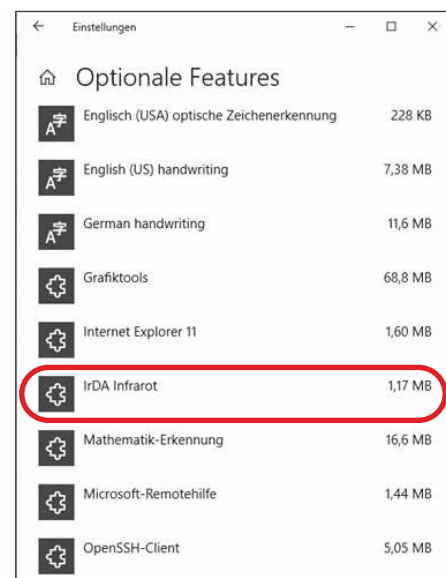 Einstellungen
Optionale Features
Englisch (USA) optische Zeichenerkennung 228 KB
English (US) handwriting 7,38 MB
German handwriting 11,6 MB
Grafiktools 68,8 MB
Internet Explorer 11 1,60 MB
IrDA Infrarot 1,17 MB
Mathematik-Erkennung 16,6 MB
Microsoft-Remotehilfe 1,44 MB
OpenSSH-Client 5,05 MB